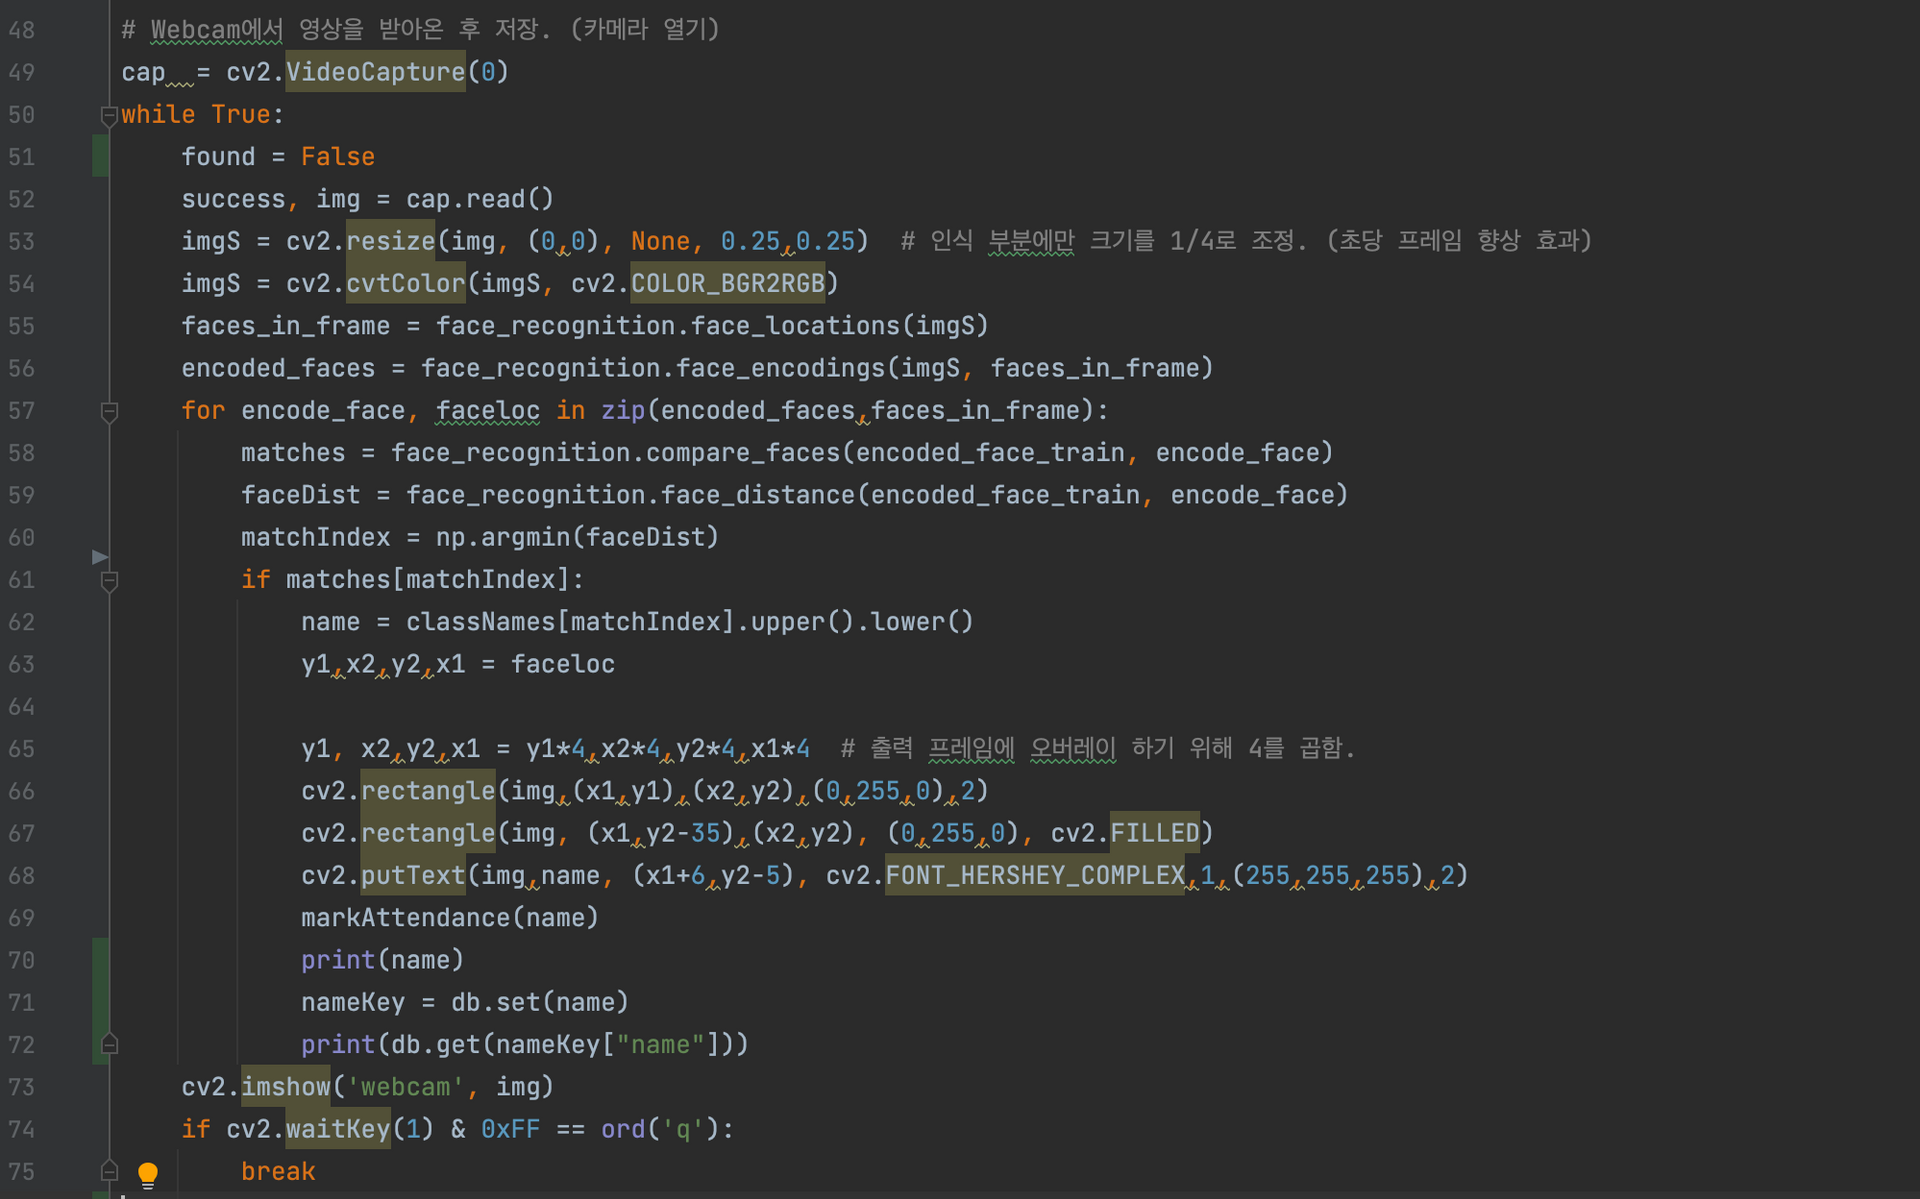 48 # Webcam에서 영상을 받아온 후 저장. (카메라 열기)
49 cap  = cv2.VideoCapture(0)
50 while True:
51     found = False
52     success, img = cap.read()
53     imgS = cv2.resize(img, (0,0), None, 0.25,0.25)  # 인식 부분에만 크기를 1/4로 조정. (초당 프레임 향상 효과)
54     imgS = cv2.cvtColor(imgS, cv2.COLOR_BGR2RGB)
55     faces_in_frame = face_recognition.face_locations(imgS)
56     encoded_faces = face_recognition.face_encodings(imgS, faces_in_frame)
57     for encode_face, faceloc in zip(encoded_faces,faces_in_frame):
58         matches = face_recognition.compare_faces(encoded_face_train, encode_face)
59         faceDist = face_recognition.face_distance(encoded_face_train, encode_face)
60         matchIndex = np.argmin(faceDist)
61         if matches[matchIndex]:
62             name = classNames[matchIndex].upper().lower()
63             y1,x2,y2,x1 = faceloc
64
65             y1, x2,y2,x1 = y1*4,x2*4,y2*4,x1*4  # 출력 프레임에 오버레이 하기 위해 4를 곱함.
66             cv2.rectangle(img,(x1,y1),(x2,y2),(0,255,0),2)
67             cv2.rectangle(img, (x1,y2-35),(x2,y2), (0,255,0), cv2.FILLED)
68             cv2.putText(img,name, (x1+6,y2-5), cv2.FONT_HERSHEY_COMPLEX,1,(255,255,255),2)
69             markAttendance(name)
70             print(name)
71             nameKey = db.set(name)
72             print(db.get(nameKey["name"]))
73     cv2.imshow('webcam', img)
74     if cv2.waitKey(1) & 0xFF == ord('q'):
75         break